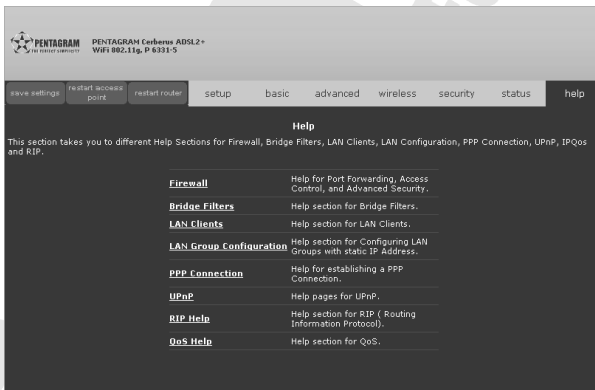 PENTAGRAM
THE PERFECT SIMPLICITY
PENTAGRAM Cerberus ADSL2+
WiFi 802.11g, P 6331-5
save settings
restart access point
restart router
setup
basic
advanced
wireless
security
status
help
Help
This section takes you to different Help Sections for Firewall, Bridge Filters, LAN Clients, LAN Configuration, PPP Connection, UPnP, IPQos
and RIP.
Firewall
Help for Port Forwarding, Access
Control, and Advanced Security.
Bridge Filters
Help section for Bridge Filters.
LAN Clients
Help section for LAN Clients.
LAN Group Configuration
Help section for Configuring LAN
Groups with static IP Address.
PPP Connection
Help for establishing a PPP
Connection.
UPnP
Help pages for UPnP.
RIP Help
Help section for RIP ( Routing
Information Protocol).
QoS Help
Help section for QoS.